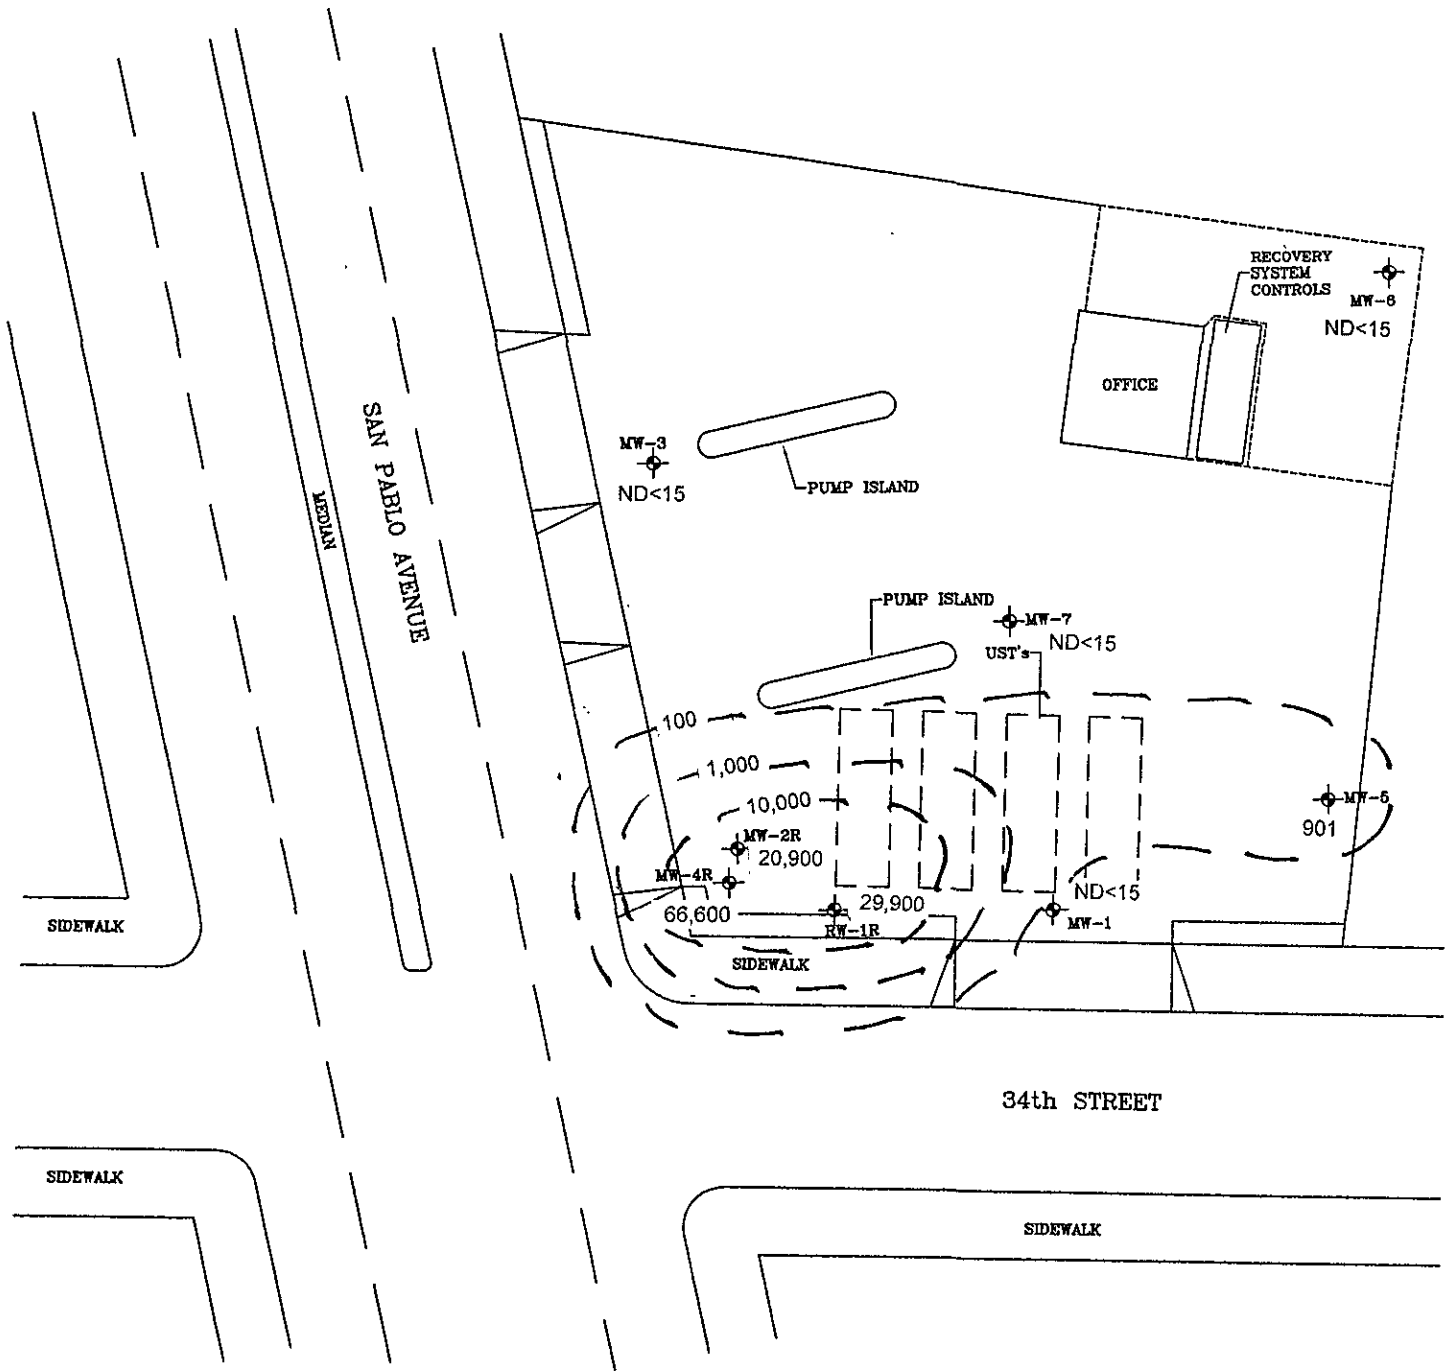 RECOVERY
SYSTEM
CONTROLS
MW-6
ND<15
OFFICE
SAN PABLO AVENUE
MEDIAN
MW-3
ND<15
PUMP ISLAND
PUMP ISLAND
MW-7
ND<15
UST's
100
1,000
10,000
MW-5
901
MW-2R
20,900
MW-4R
66,600
29,900
RW-1R
ND<15
MW-1
SIDEWALK
SIDEWALK
34th STREET
SIDEWALK
SIDEWALK